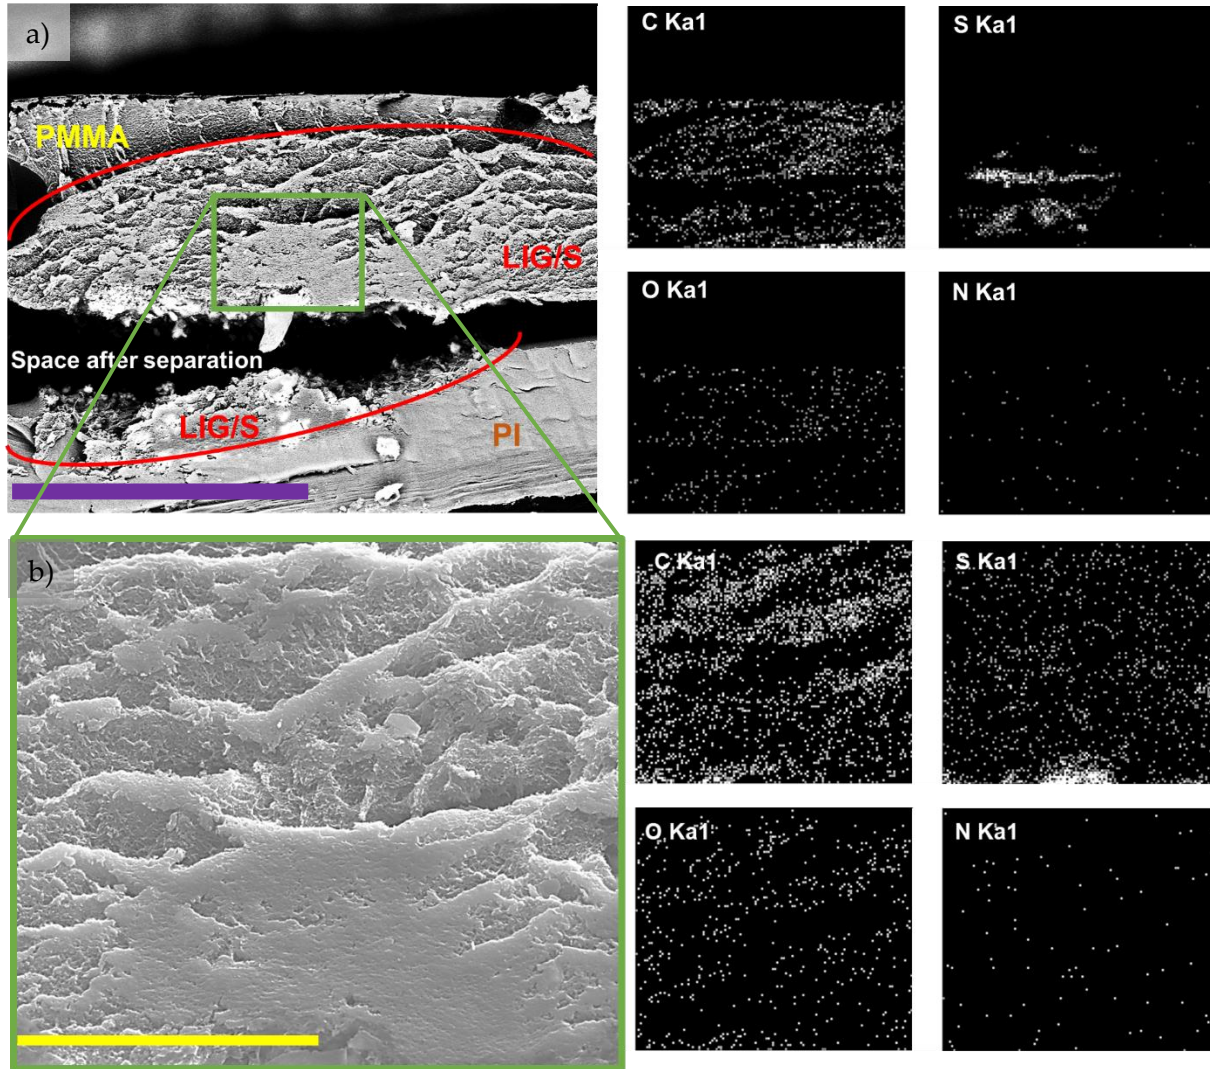 a)
PMMA
LIG/S
Space after separation
LIG/S
PI
C Ka1
S Ka1
O Ka1
N Ka1
b)
C Ka1
S Ka1
O Ka1
N Ka1